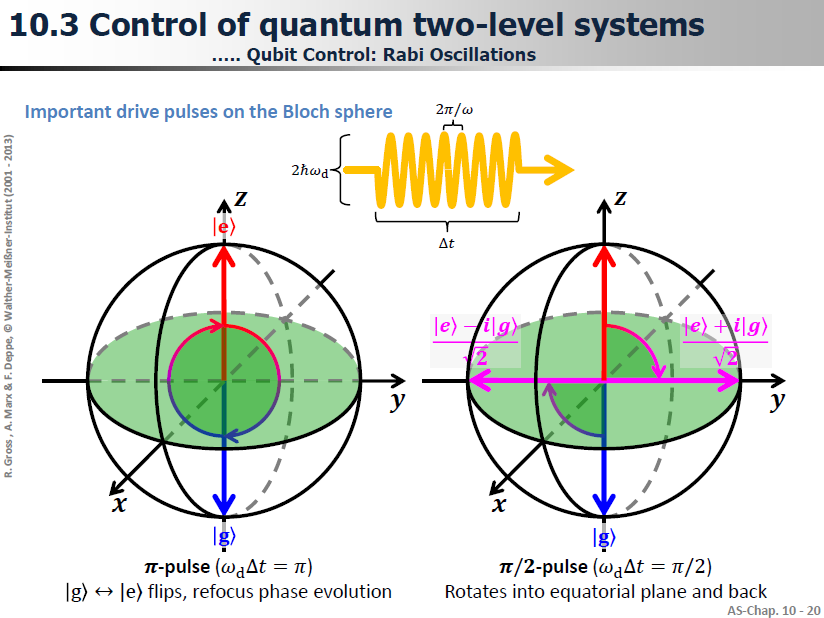 10.3 Control of quantum two-level systems
..... Qubit Control: Rabi Oscillations
Important drive pulses on the Bloch sphere
2π/ω
2ℏω_d
Δt
R. Gross , A. Marx & F. Deppe, © Walther-Meißner-Institut (2001 - 2013)
z
|e⟩
y
x
|g⟩
z
|e⟩ − i|g⟩
√2
|e⟩ + i|g⟩
√2
y
x
|g⟩
π-pulse (ω_dΔt = π)
|g⟩ ↔ |e⟩ flips, refocus phase evolution
π/2-pulse (ω_dΔt = π/2)
Rotates into equatorial plane and back
AS-Chap. 10 - 20